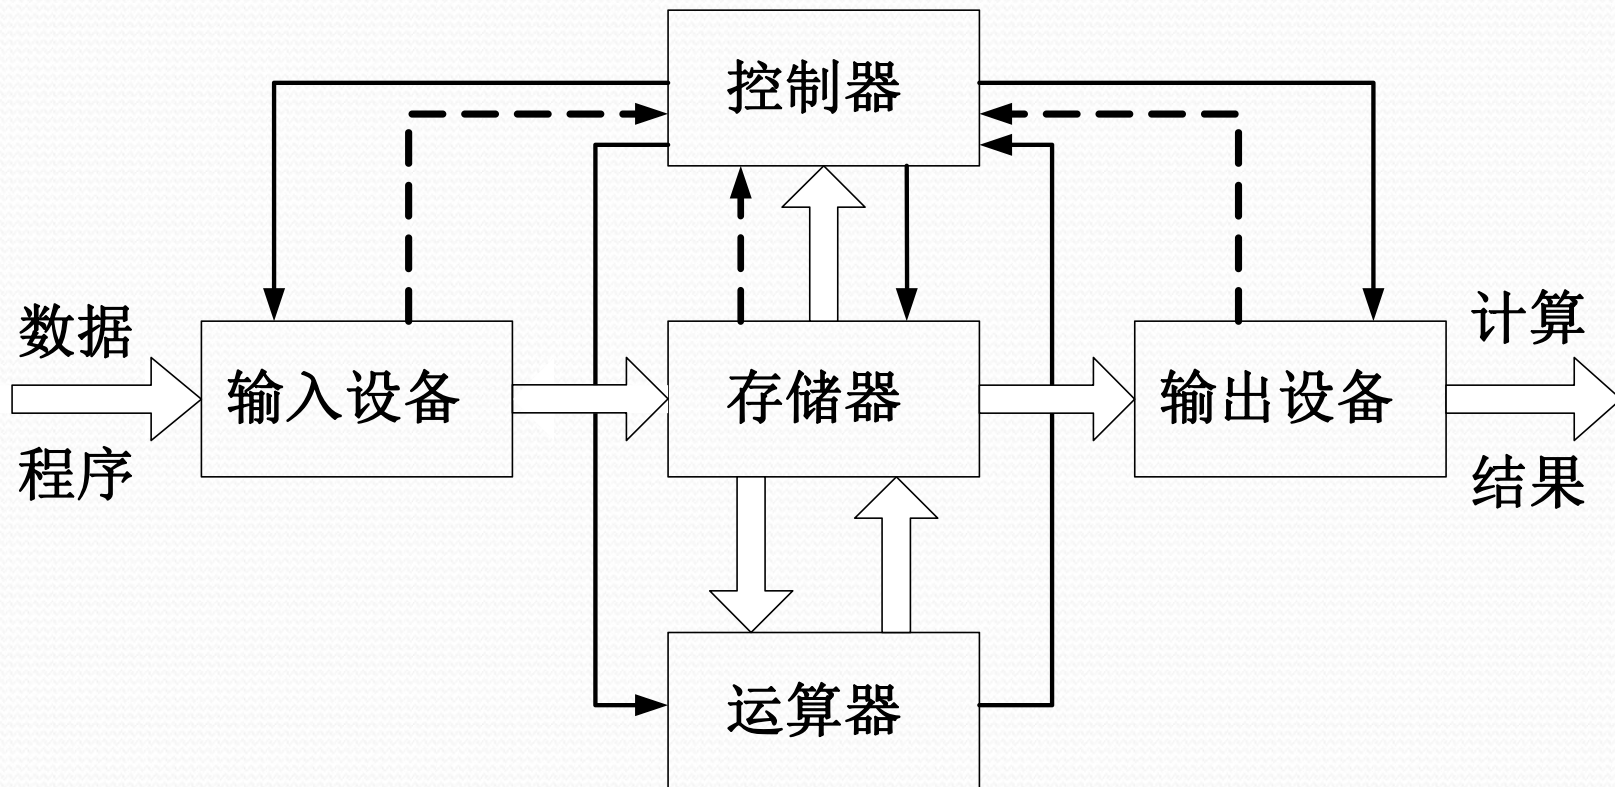 控制器
数据
程序
输入设备
存储器
输出设备
计算
结果
运算器